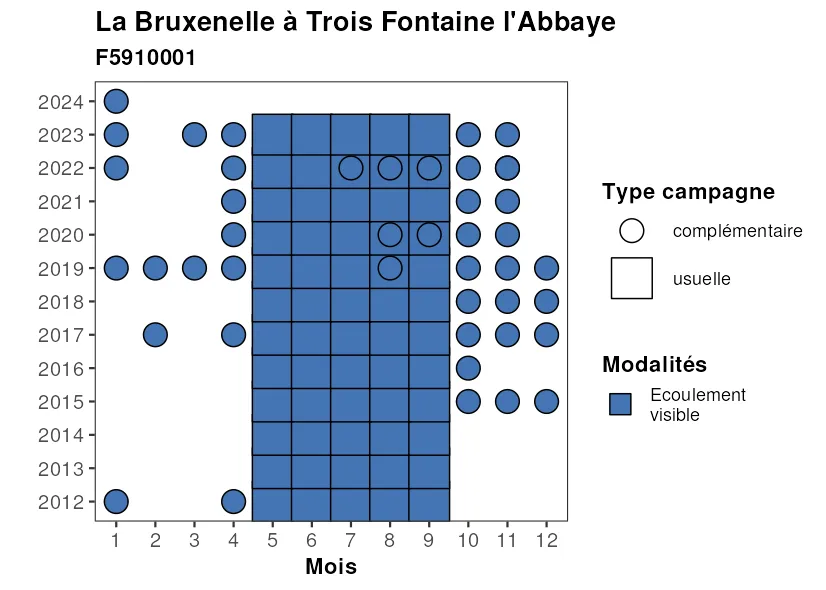 La Bruxenelle à Trois Fontaine l'Abbaye
F5910001
2024
2023
2022
2021
2020
2019
2018
2017
2016
2015
2014
2013
2012
1 2 3 4 5 6 7 8 9 10 11 12
Mois
Type campagne
complémentaire
usuelle
Modalités
Ecoulement
visible